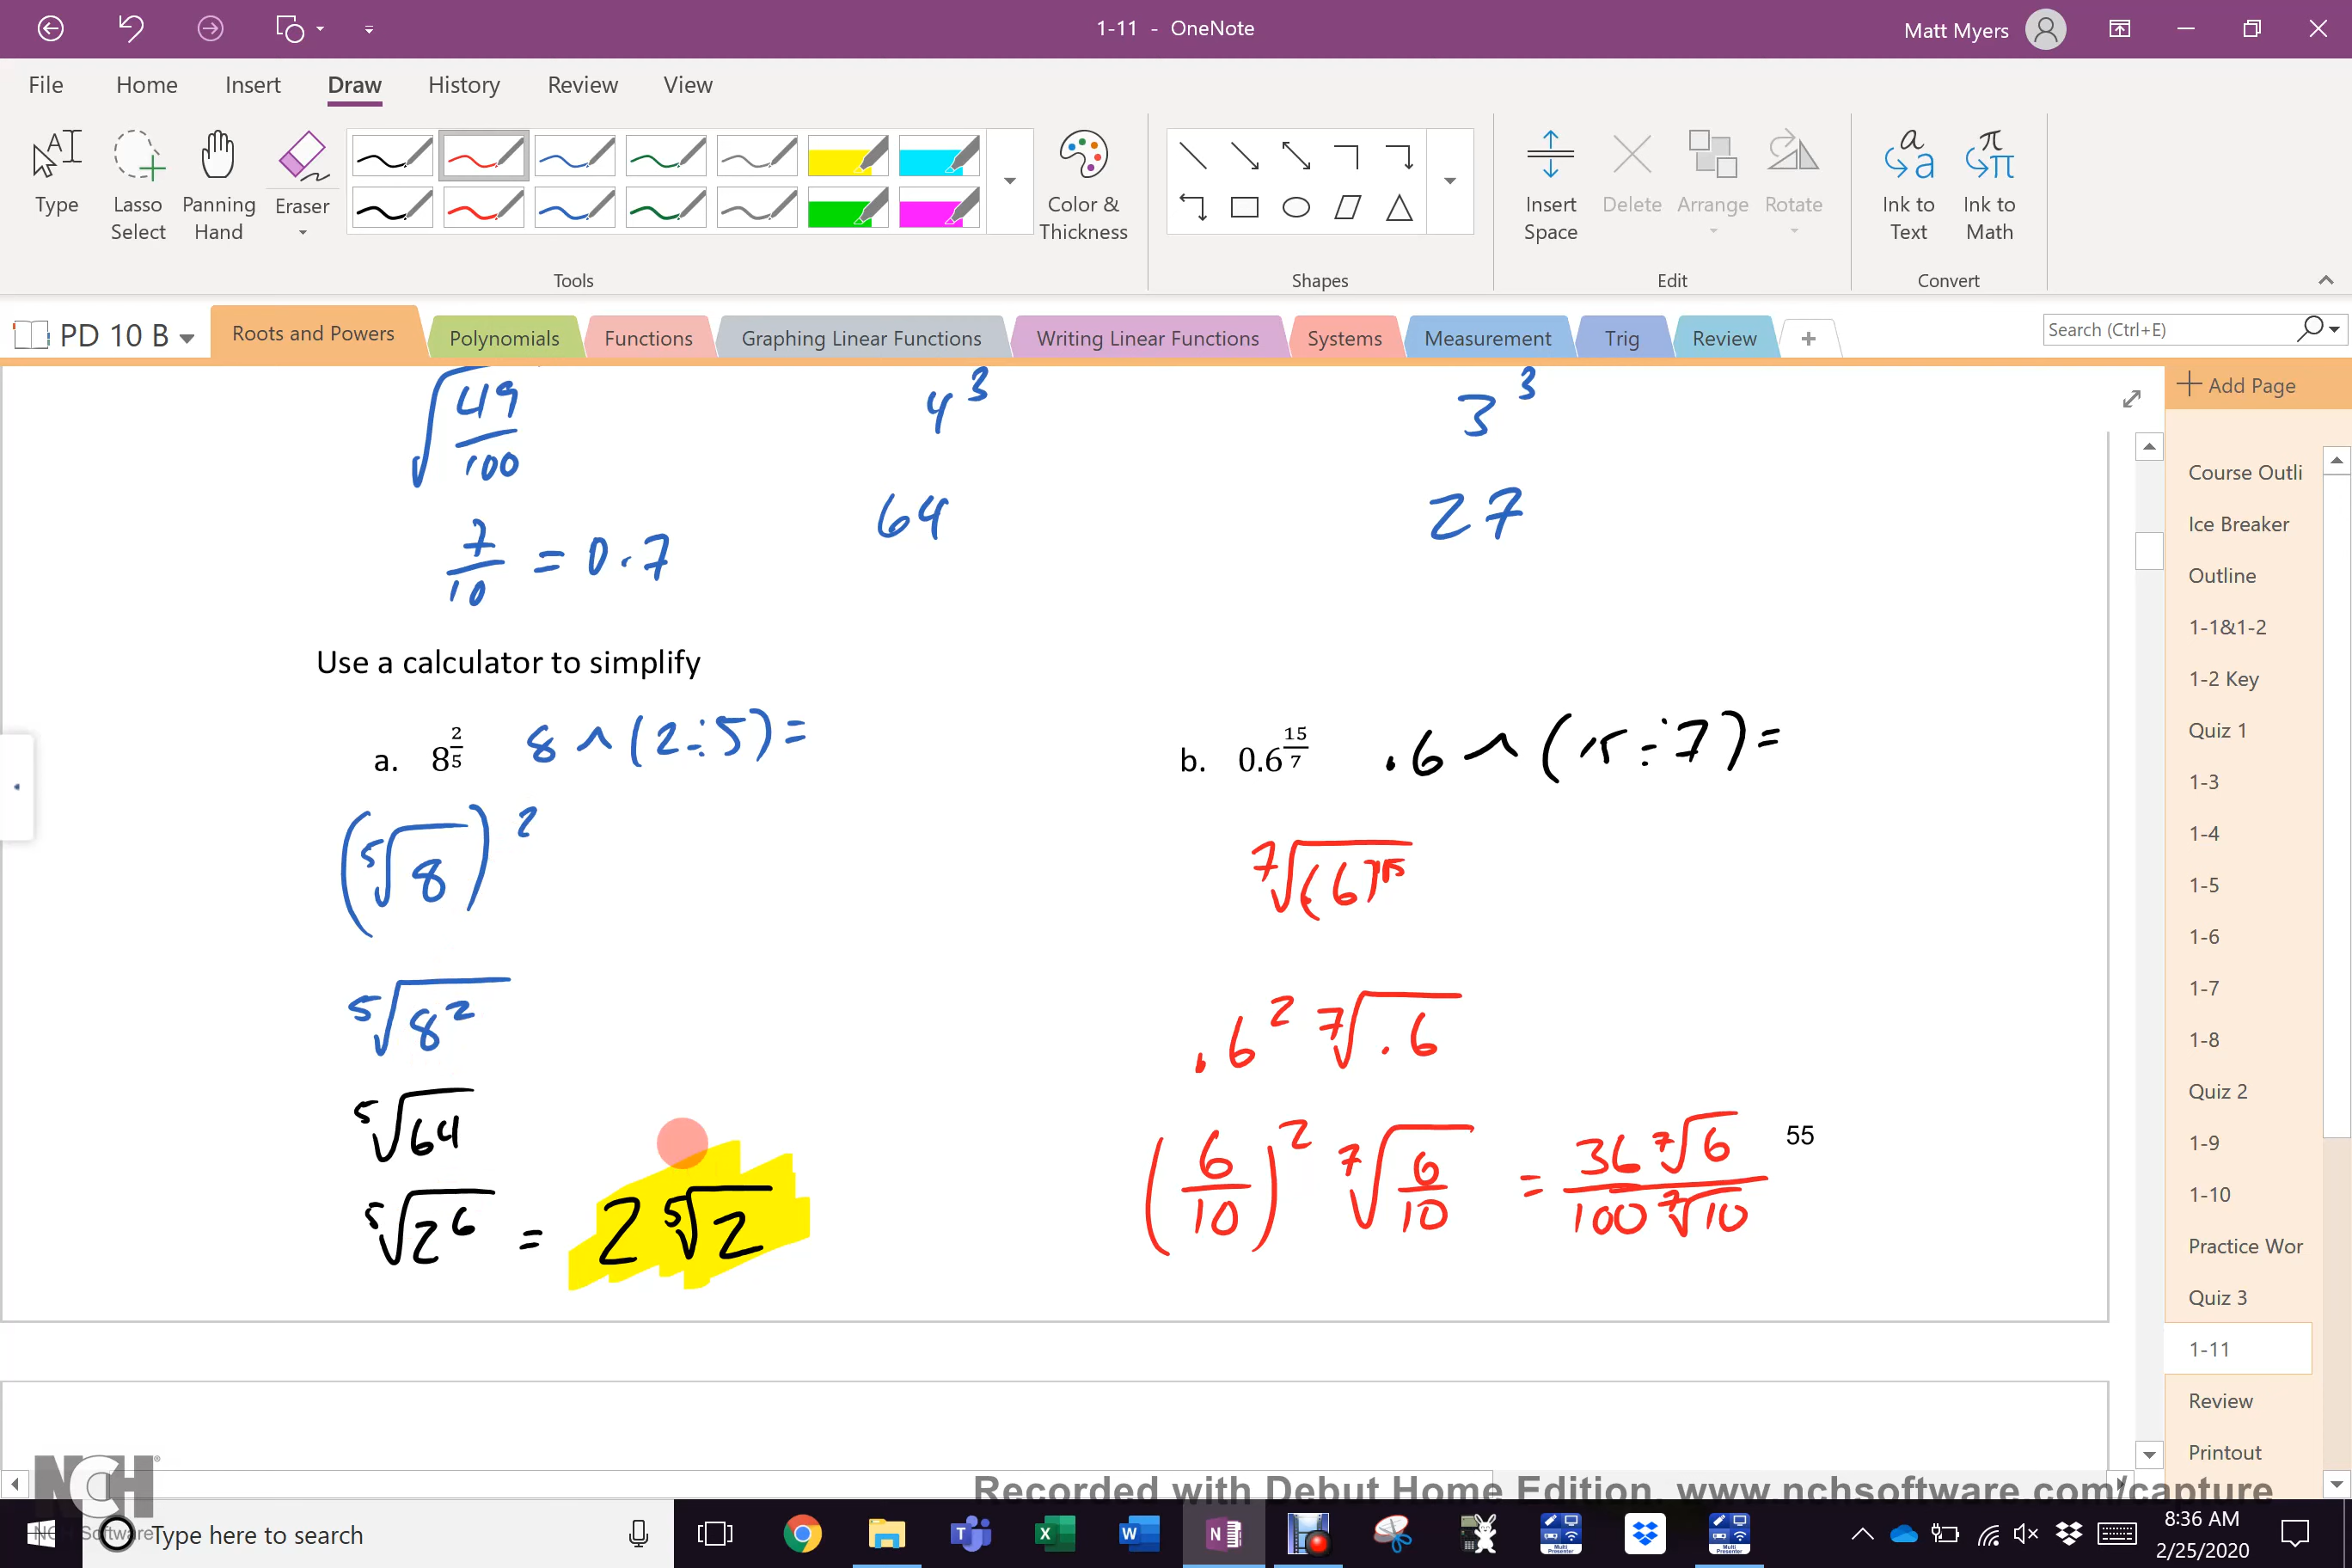 1-11 - OneNote
Matt Myers
File Home Insert Draw History Review View
Type
Lasso Select
Panning Hand
Eraser
Color & Thickness
Insert Space
Delete
Arrange
Rotate
Ink to Text
Ink to Math
Tools
Shapes
Edit
Convert
PD 10 B
Roots and Powers
Polynomials
Functions
Graphing Linear Functions
Writing Linear Functions
Systems
Measurement
Trig
Review
Search (Ctrl+E)
Add Page
√(49/100) 4³ 3³
64 27
7/10 = 0.7
Use a calculator to simplify
a. 8^(2/5) 8 ^ (2÷5) =
b. 0.6^(15/7) .6 ^ (15÷7) =
(⁵√8)²
⁷√(.6)¹⁵
⁵√8²
.6² ⁷√.6
⁵√64
(6/10)² ⁷√(6/10) = 36 ⁷√6 / 100 ⁷√10
55
⁵√2⁶ = 2 ⁵√2
Course Outli
Ice Breaker
Outline
1-1&1-2
1-2 Key
Quiz 1
1-3
1-4
1-5
1-6
1-7
1-8
Quiz 2
1-9
1-10
Practice Wor
Quiz 3
1-11
Review
Printout
NCH
NCH Software
Recorded with Debut Home Edition. www.nchsoftware.com/capture
Type here to search
8:36 AM
2/25/2020